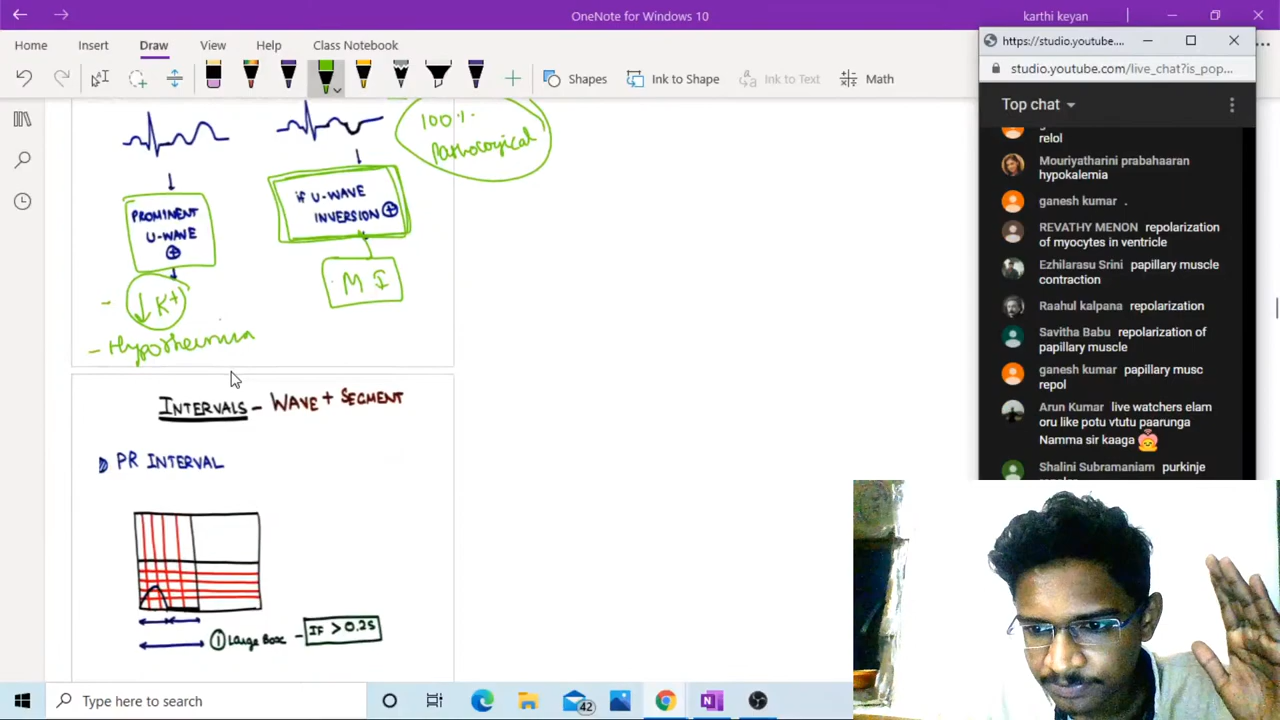 OneNote for Windows 10
karthi keyan
https://studio.youtube....
Home Insert Draw View Help Class Notebook
studio.youtube.com/live_chat?is_pop...
Shapes Ink to Shape Ink to Text Math
Top chat
relol
Mouriyatharini prabahaaran
hypokalemia
ganesh kumar .
REVATHY MENON repolarization
of myocytes in ventricle
Ezhilarasu Srini papillary muscle
contraction
Raahul kalpana repolarization
Savitha Babu repolarization of
papillary muscle
ganesh kumar papillary musc
repol
Arun Kumar live watchers elam
oru like potu vtutu paarunga
Namma sir kaaga
Shalini Subramaniam purkinje
100%
Pathological
PROMINENT
U-WAVE
+
if U-WAVE
INVERSION +
MI
- ↓K+
INTERVALS - WAVE + SEGMENT
PR INTERVAL
① Large Box - IF > 0.2S
Type here to search
42